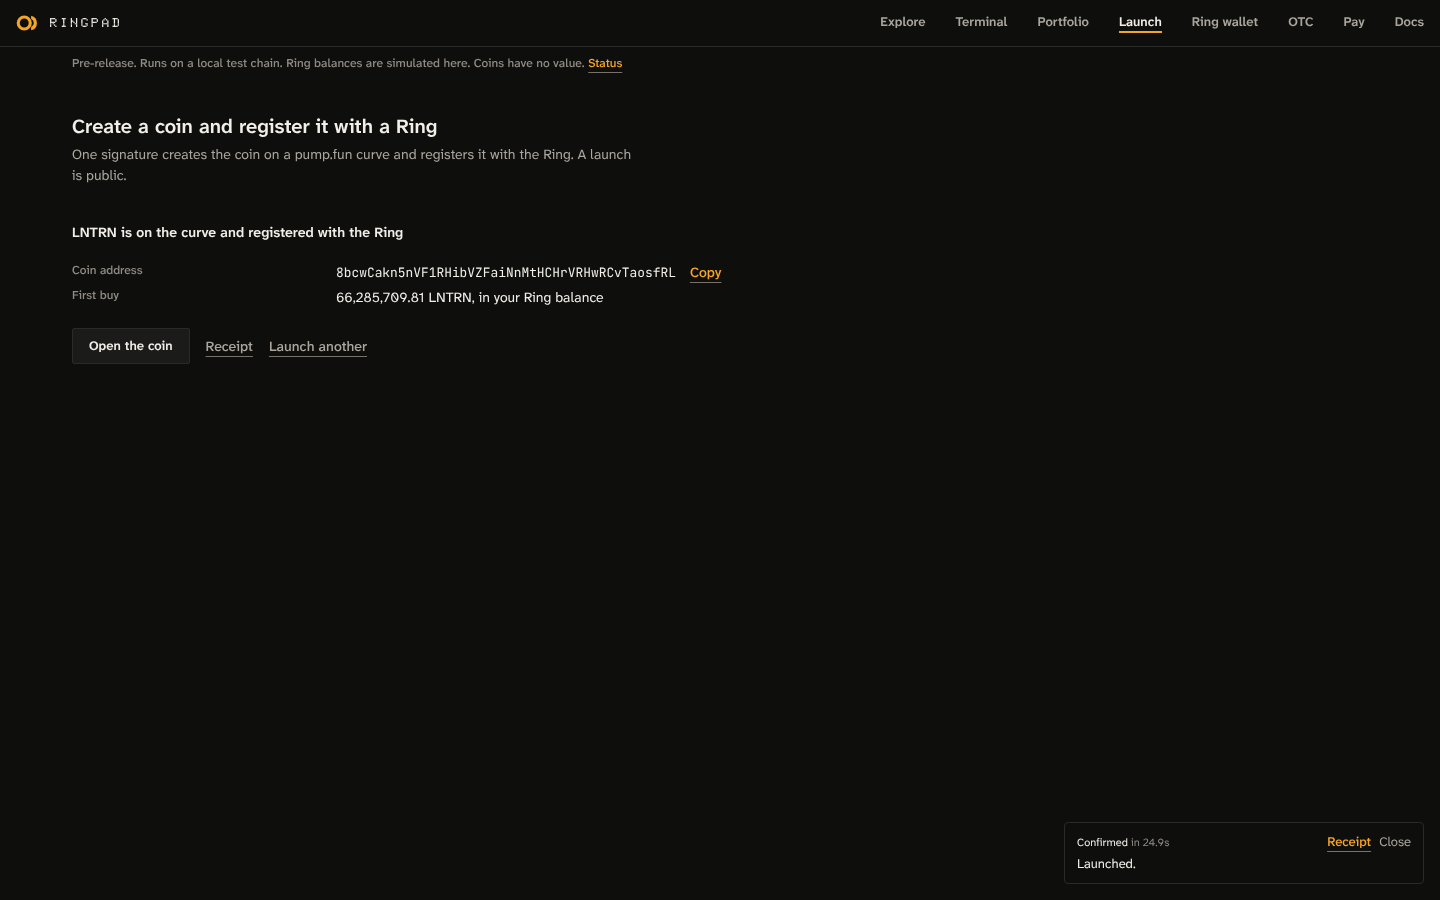 RINGPAD
Explore Terminal Portfolio Launch Ring wallet OTC Pay Docs
Pre-release. Runs on a local test chain. Ring balances are simulated here. Coins have no value. Status
Create a coin and register it with a Ring
One signature creates the coin on a pump.fun curve and registers it with the Ring. A launch
is public.
LNTRN is on the curve and registered with the Ring
Coin address 8bcwCakn5nVF1RHibVZFaiNnMtHCHrVRHwRCvTaosfRL Copy
First buy 66,285,709.81 LNTRN, in your Ring balance
Open the coin Receipt Launch another
Confirmed in 24.9s Receipt Close
Launched.